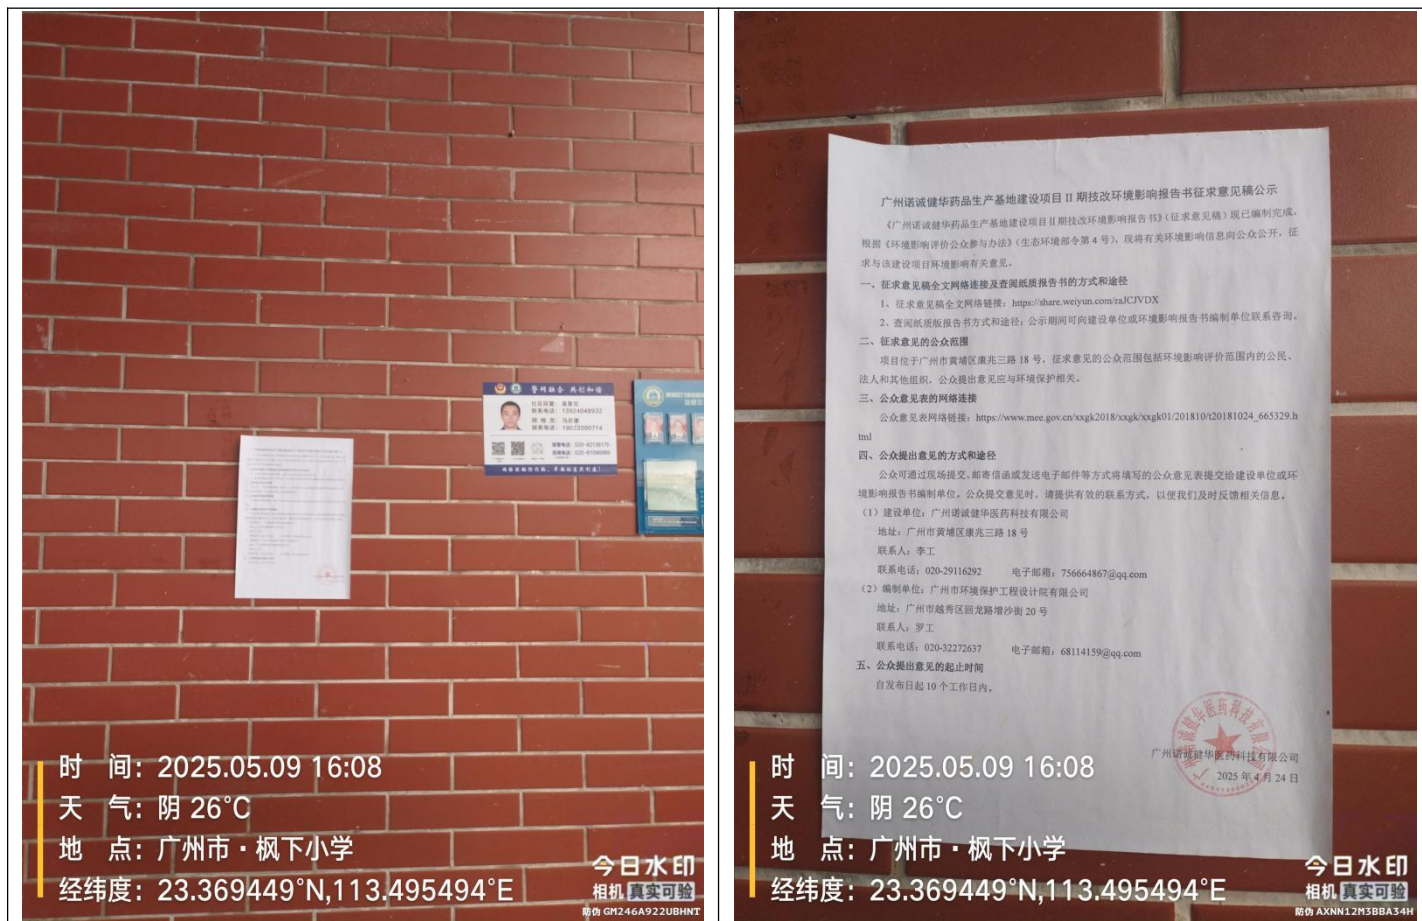 警网联合 共创和谐
联系电话：13924048932
联系电话：19022090714
时 间：2025.05.09 16:08
天 气：阴 26°C
地 点：广州市·枫下小学
经纬度：23.369449°N,113.495494°E
今日水印
相机 真实可验
防伪 GM246A922UBHNT
广州诺诚健华药品生产基地建设项目II期技改环境影响报告书征求意见稿公示
《广州诺诚健华药品生产基地建设项目II期技改环境影响报告书》（征求意见稿）现已编制完成，
根据《环境影响评价公众参与办法》（生态环境部令第4号），现将有关环境影响信息向公众公开，征
求与该建设项目环境影响有关意见。
一、征求意见稿全文网络连接及查阅纸质报告书的方式和途径
1、征求意见稿全文网络链接：https://share.weiyun.com/raJCJVDX
2、查阅纸质版报告书方式和途径：公示期间可向建设单位或环境影响报告书编制单位联系咨询。
二、征求意见的公众范围
项目位于广州市黄埔区康兆三路18号，征求意见的公众范围包括环境影响评价范围内的公民、
法人和其他组织，公众提出意见应与环境保护相关。
三、公众意见表的网络连接
公众意见表网络链接：https://www.mee.gov.cn/xxgk2018/xxgk/xxgk01/201810/t20181024_665329.h
tml
四、公众提出意见的方式和途径
公众可通过现场提交、邮寄信函或发送电子邮件等方式将填写的公众意见表提交给建设单位或环
境影响报告书编制单位。公众提交意见时，请提供有效的联系方式，以便我们及时反馈相关信息。
（1）建设单位：广州诺诚健华医药科技有限公司
地址：广州市黄埔区康兆三路18号
联系人：李工
联系电话：020-29116292 电子邮箱：756664867@qq.com
（2）编制单位：广州市环境保护工程设计院有限公司
地址：广州市越秀区回龙路增沙街20号
联系人：罗工
联系电话：020-32272637 电子邮箱：68114159@qq.com
五、公众提出意见的起止时间
自发布日起10个工作日内。
广州诺诚健华医药科技有限公司
2025年4月24日
时 间：2025.05.09 16:08
天 气：阴 26°C
地 点：广州市·枫下小学
经纬度：23.369449°N,113.495494°E
今日水印
相机 真实可验
防伪 AXNN12M3BBA34H